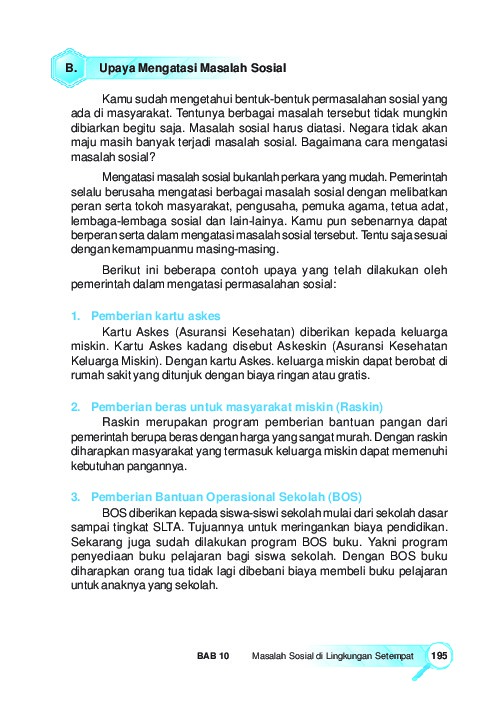 B. Upaya Mengatasi Masalah Sosial
Kamu sudah mengetahui bentuk-bentuk permasalahan sosial yang
ada di masyarakat. Tentunya berbagai masalah tersebut tidak mungkin
dibiarkan begitu saja. Masalah sosial harus diatasi. Negara tidak akan
maju masih banyak terjadi masalah sosial. Bagaimana cara mengatasi
masalah sosial?
Mengatasi masalah sosial bukanlah perkara yang mudah. Pemerintah
selalu berusaha mengatasi berbagai masalah sosial dengan melibatkan
peran serta tokoh masyarakat, pengusaha, pemuka agama, tetua adat,
lembaga-lembaga sosial dan lain-lainya. Kamu pun sebenarnya dapat
berperan serta dalam mengatasi masalah sosial tersebut. Tentu saja sesuai
dengan kemampuanmu masing-masing.
Berikut ini beberapa contoh upaya yang telah dilakukan oleh
pemerintah dalam mengatasi permasalahan sosial:
1. Pemberian kartu askes
Kartu Askes (Asuransi Kesehatan) diberikan kepada keluarga
miskin. Kartu Askes kadang disebut Askeskin (Asuransi Kesehatan
Keluarga Miskin). Dengan kartu Askes. keluarga miskin dapat berobat di
rumah sakit yang ditunjuk dengan biaya ringan atau gratis.
2. Pemberian beras untuk masyarakat miskin (Raskin)
Raskin merupakan program pemberian bantuan pangan dari
pemerintah berupa beras dengan harga yang sangat murah. Dengan raskin
diharapkan masyarakat yang termasuk keluarga miskin dapat memenuhi
kebutuhan pangannya.
3. Pemberian Bantuan Operasional Sekolah (BOS)
BOS diberikan kepada siswa-siswi sekolah mulai dari sekolah dasar
sampai tingkat SLTA. Tujuannya untuk meringankan biaya pendidikan.
Sekarang juga sudah dilakukan program BOS buku. Yakni program
penyediaan buku pelajaran bagi siswa sekolah. Dengan BOS buku
diharapkan orang tua tidak lagi dibebani biaya membeli buku pelajaran
untuk anaknya yang sekolah.
BAB 10 Masalah Sosial di Lingkungan Setempat 195